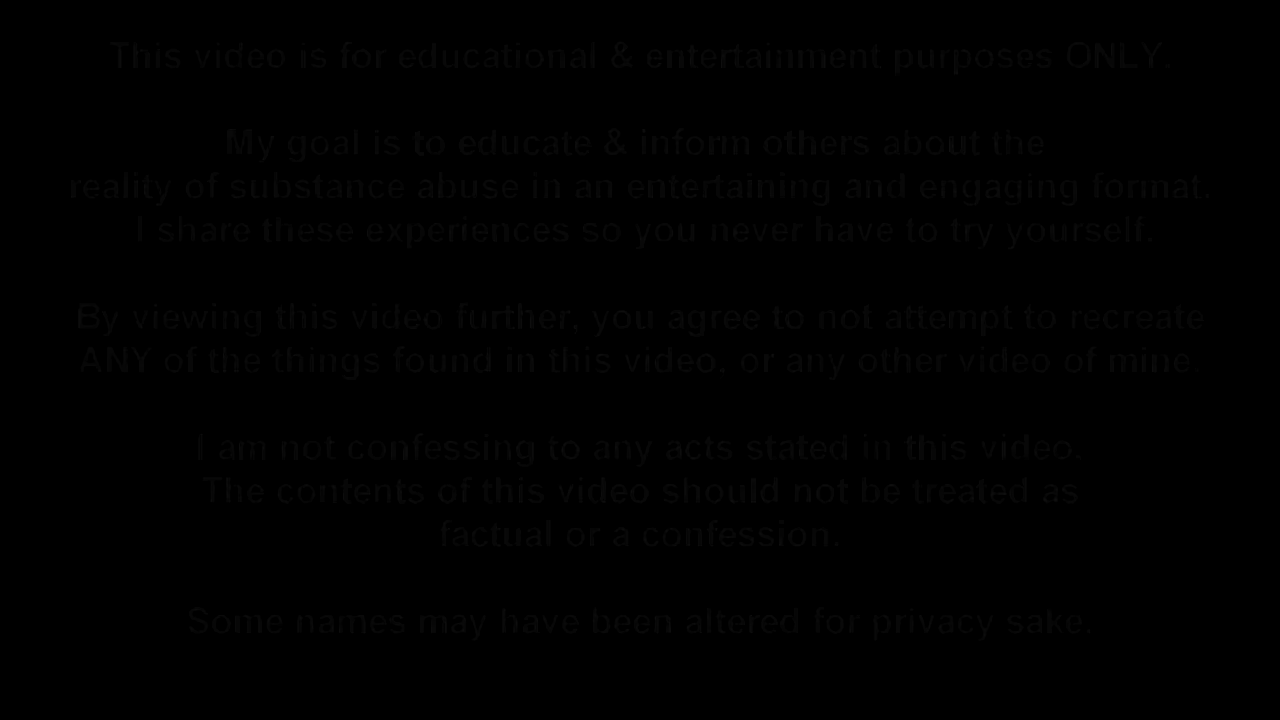 This video is for educational & entertainment purposes ONLY.
My goal is to educate & inform others about the
reality of substance abuse in an entertaining and engaging format.
I share these experiences so you never have to try yourself.
By viewing this video further, you agree to not attempt to recreate
ANY of the things found in this video. or any other video of mine.
I am not confessing to any acts stated in this video.
The contents of this video should not be treated as
factual or a confession.
Some names may have been altered for privacy sake.